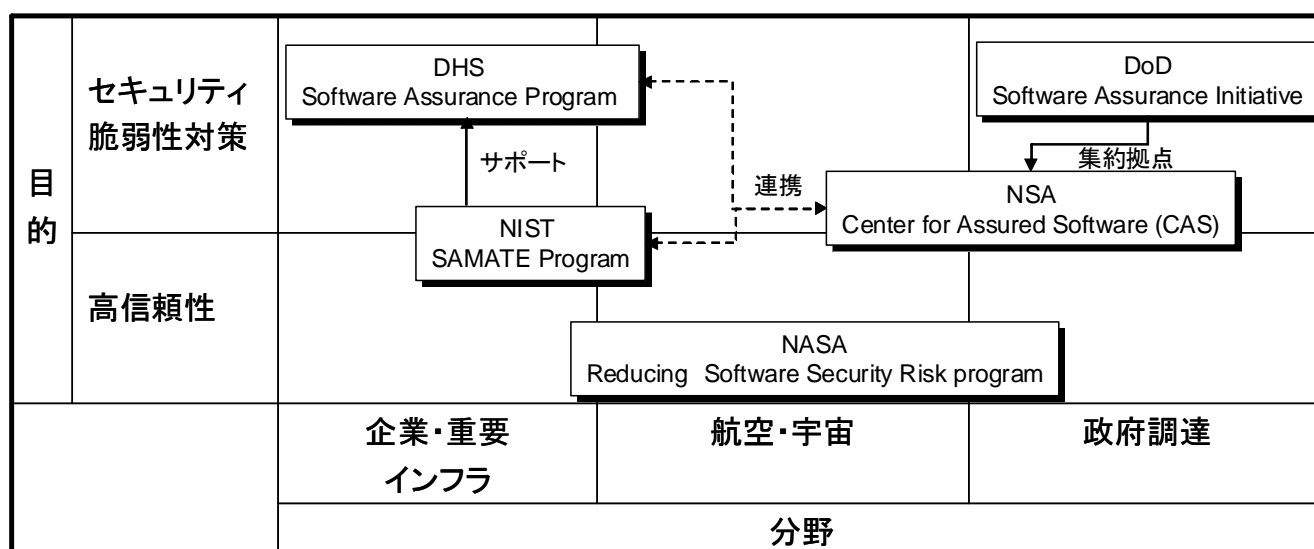 目
的
セキュリティ
脆弱性対策
DHS
Software Assurance Program
DoD
Software Assurance Initiative
サポート
集約拠点
連携
NSA
Center for Assured Software (CAS)
NIST
SAMATE Program
高信頼性
NASA
Reducing Software Security Risk program
企業・重要
インフラ
航空・宇宙
政府調達
分野